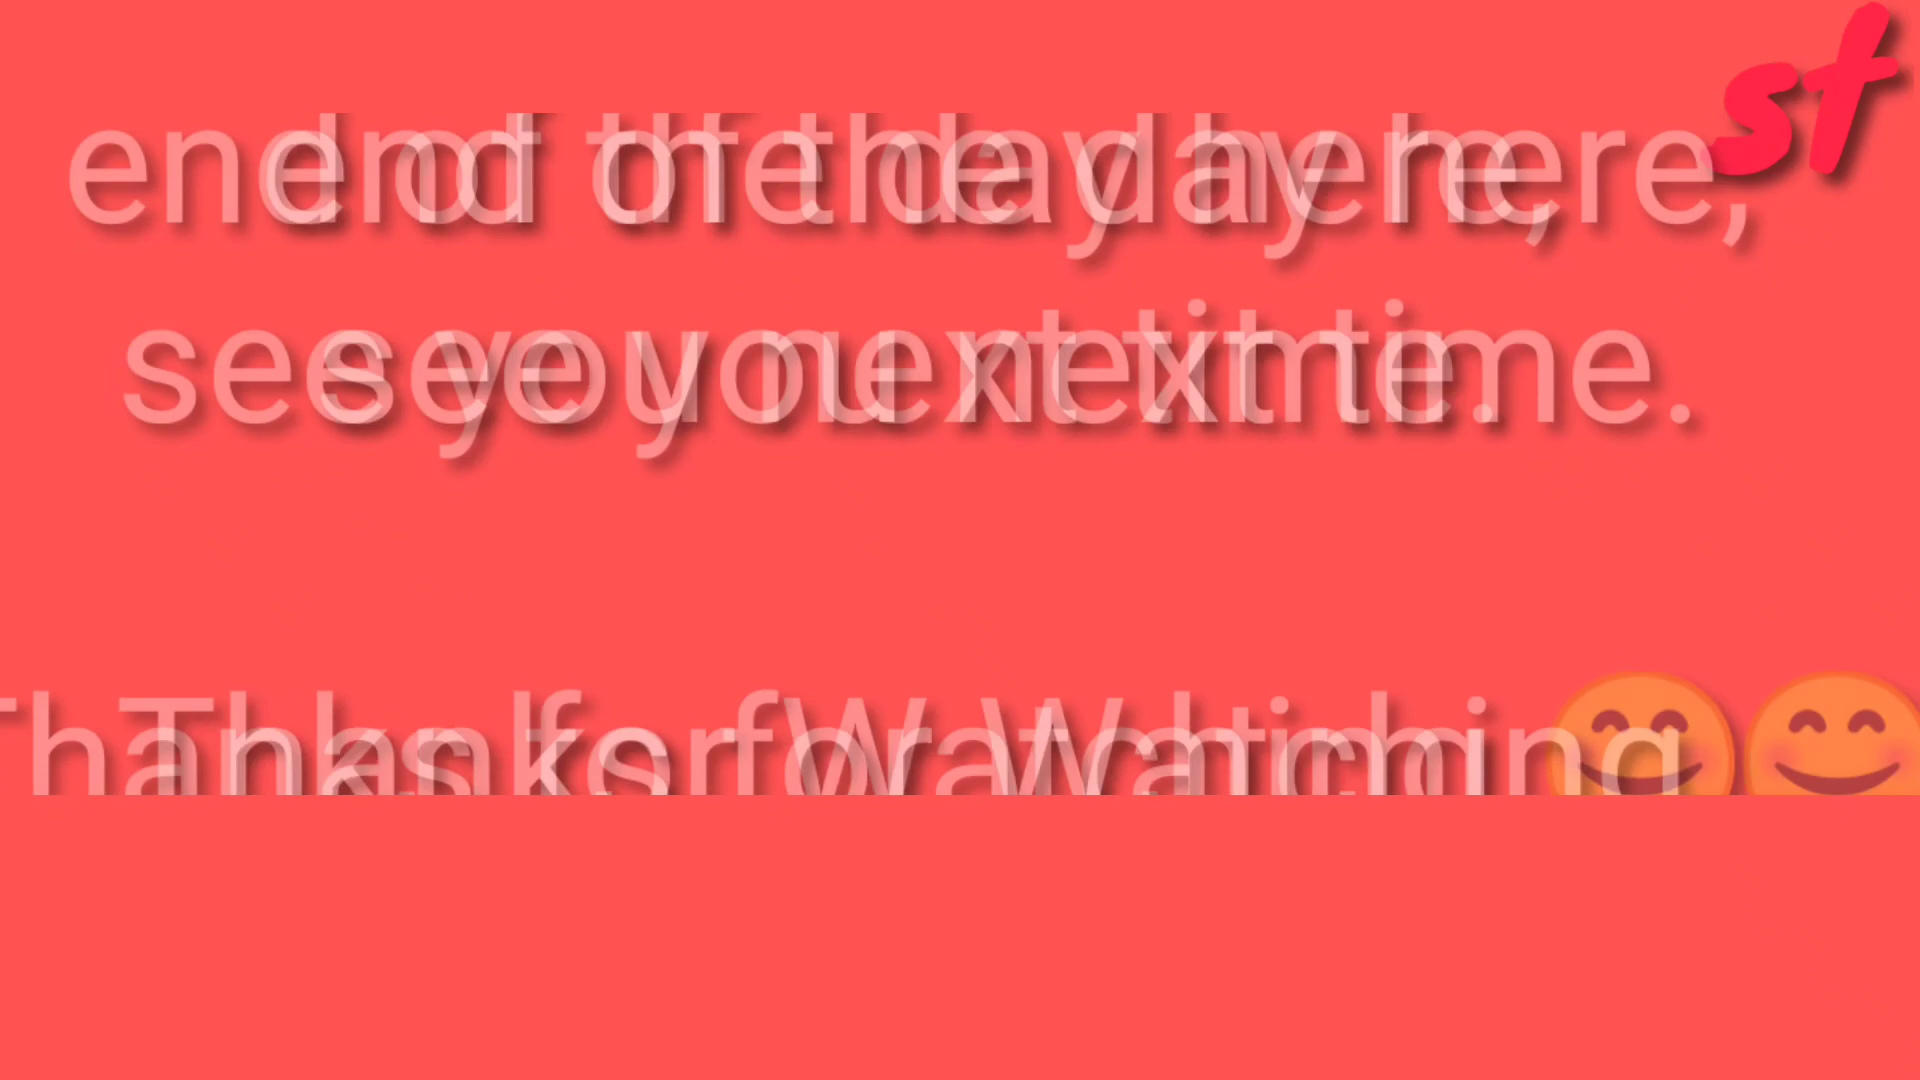 st
end of the day here,
see you next time.
Thanks for Watching😊